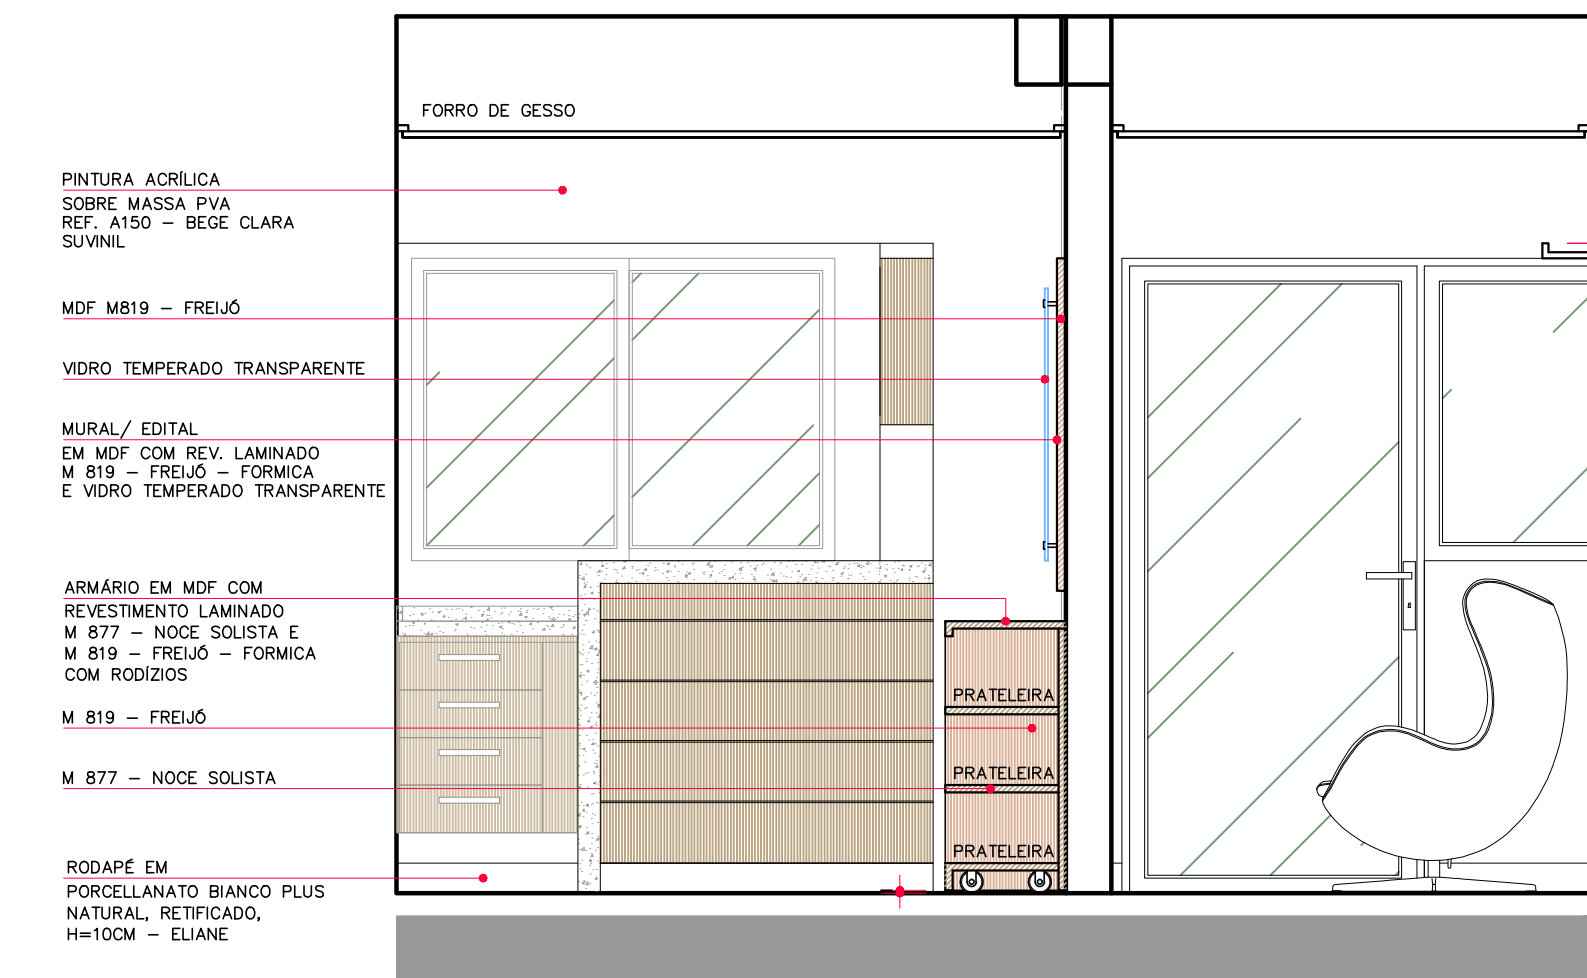 FORRO DE GESSO
PINTURA ACRÍLICA
SOBRE MASSA PVA
REF. A150 – BEGE CLARA
SUVINIL
MDF M819 – FREIJÓ
VIDRO TEMPERADO TRANSPARENTE
MURAL/ EDITAL
EM MDF COM REV. LAMINADO
M 819 – FREIJÓ – FORMICA
E VIDRO TEMPERADO TRANSPARENTE
ARMÁRIO EM MDF COM
REVESTIMENTO LAMINADO
M 877 – NOCE SOLISTA E
M 819 – FREIJÓ – FORMICA
COM RODÍZIOS
M 819 – FREIJÓ
M 877 – NOCE SOLISTA
RODAPÉ EM
PORCELLANATO BIANCO PLUS
NATURAL, RETIFICADO,
H=10CM – ELIANE
PRATELEIRA
PRATELEIRA
PRATELEIRA